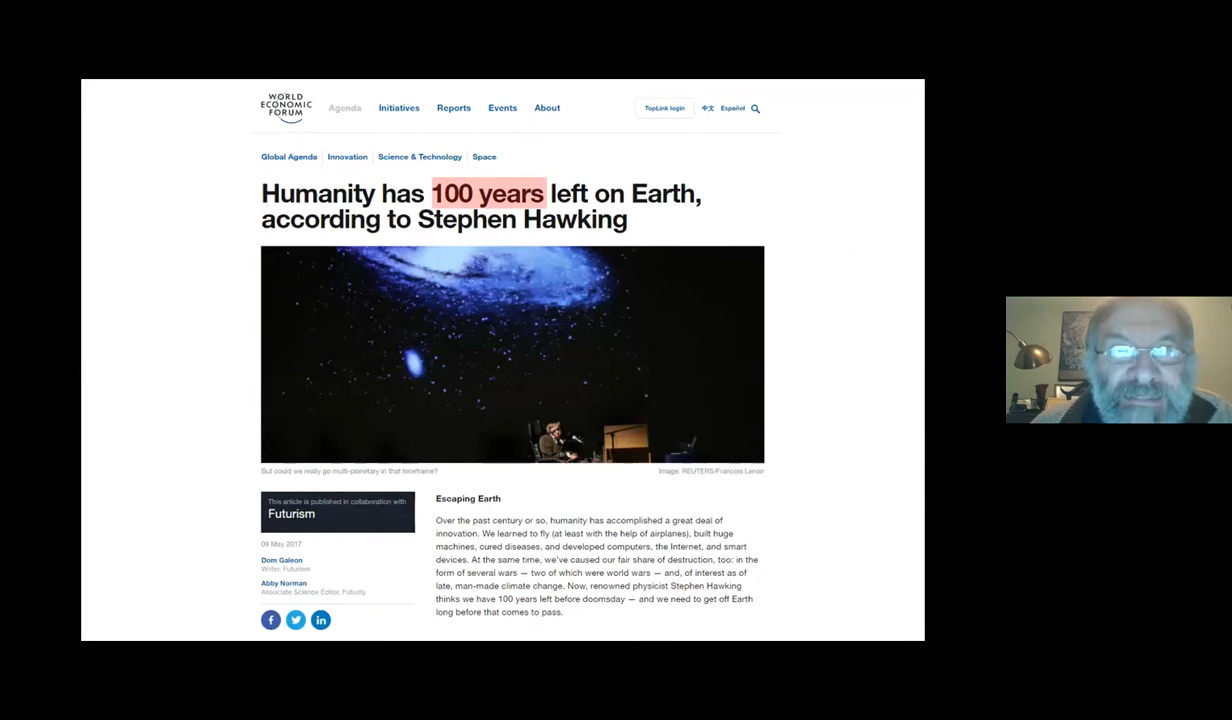 WORLD
ECONOMIC
FORUM
Agenda Initiatives Reports Events About
TopLink login 中文 Español
Global Agenda Innovation Science & Technology Space
Humanity has 100 years left on Earth,
according to Stephen Hawking
But could we really go multi-planetary in that timeframe?
Image: REUTERS/Francois Lenoir
This article is published in collaboration with
Futurism
09 May 2017
Dom Galeon
Writer, Futurism
Abby Norman
Associate Science Editor, Futurity
f in
Escaping Earth
Over the past century or so, humanity has accomplished a great deal of
innovation. We learned to fly (at least with the help of airplanes), built huge
machines, cured diseases, and developed computers, the Internet, and smart
devices. At the same time, we've caused our fair share of destruction, too: in the
form of several wars — two of which were world wars — and, of interest as of
late, man-made climate change. Now, renowned physicist Stephen Hawking
thinks we have 100 years left before doomsday — and we need to get off Earth
long before that comes to pass.